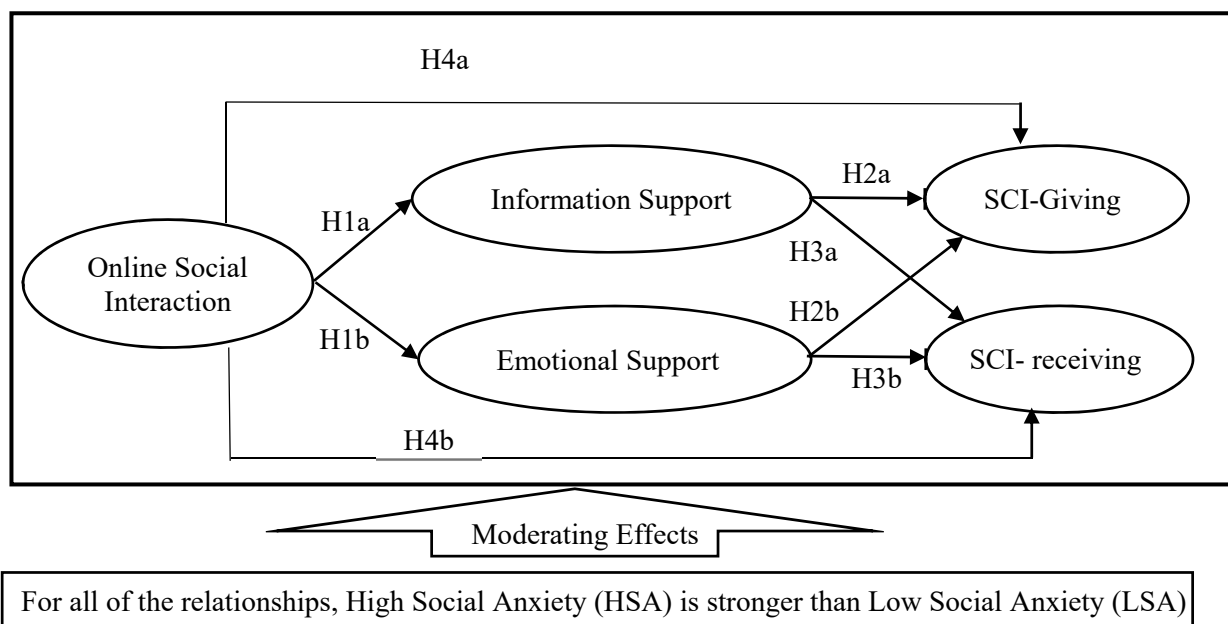 H4a
H2a
Information Support
SCI-Giving
H1a
H3a
Online Social
Interaction
H2b
H1b
Emotional Support
SCI- receiving
H3b
H4b
Moderating Effects
For all of the relationships, High Social Anxiety (HSA) is stronger than Low Social Anxiety (LSA)